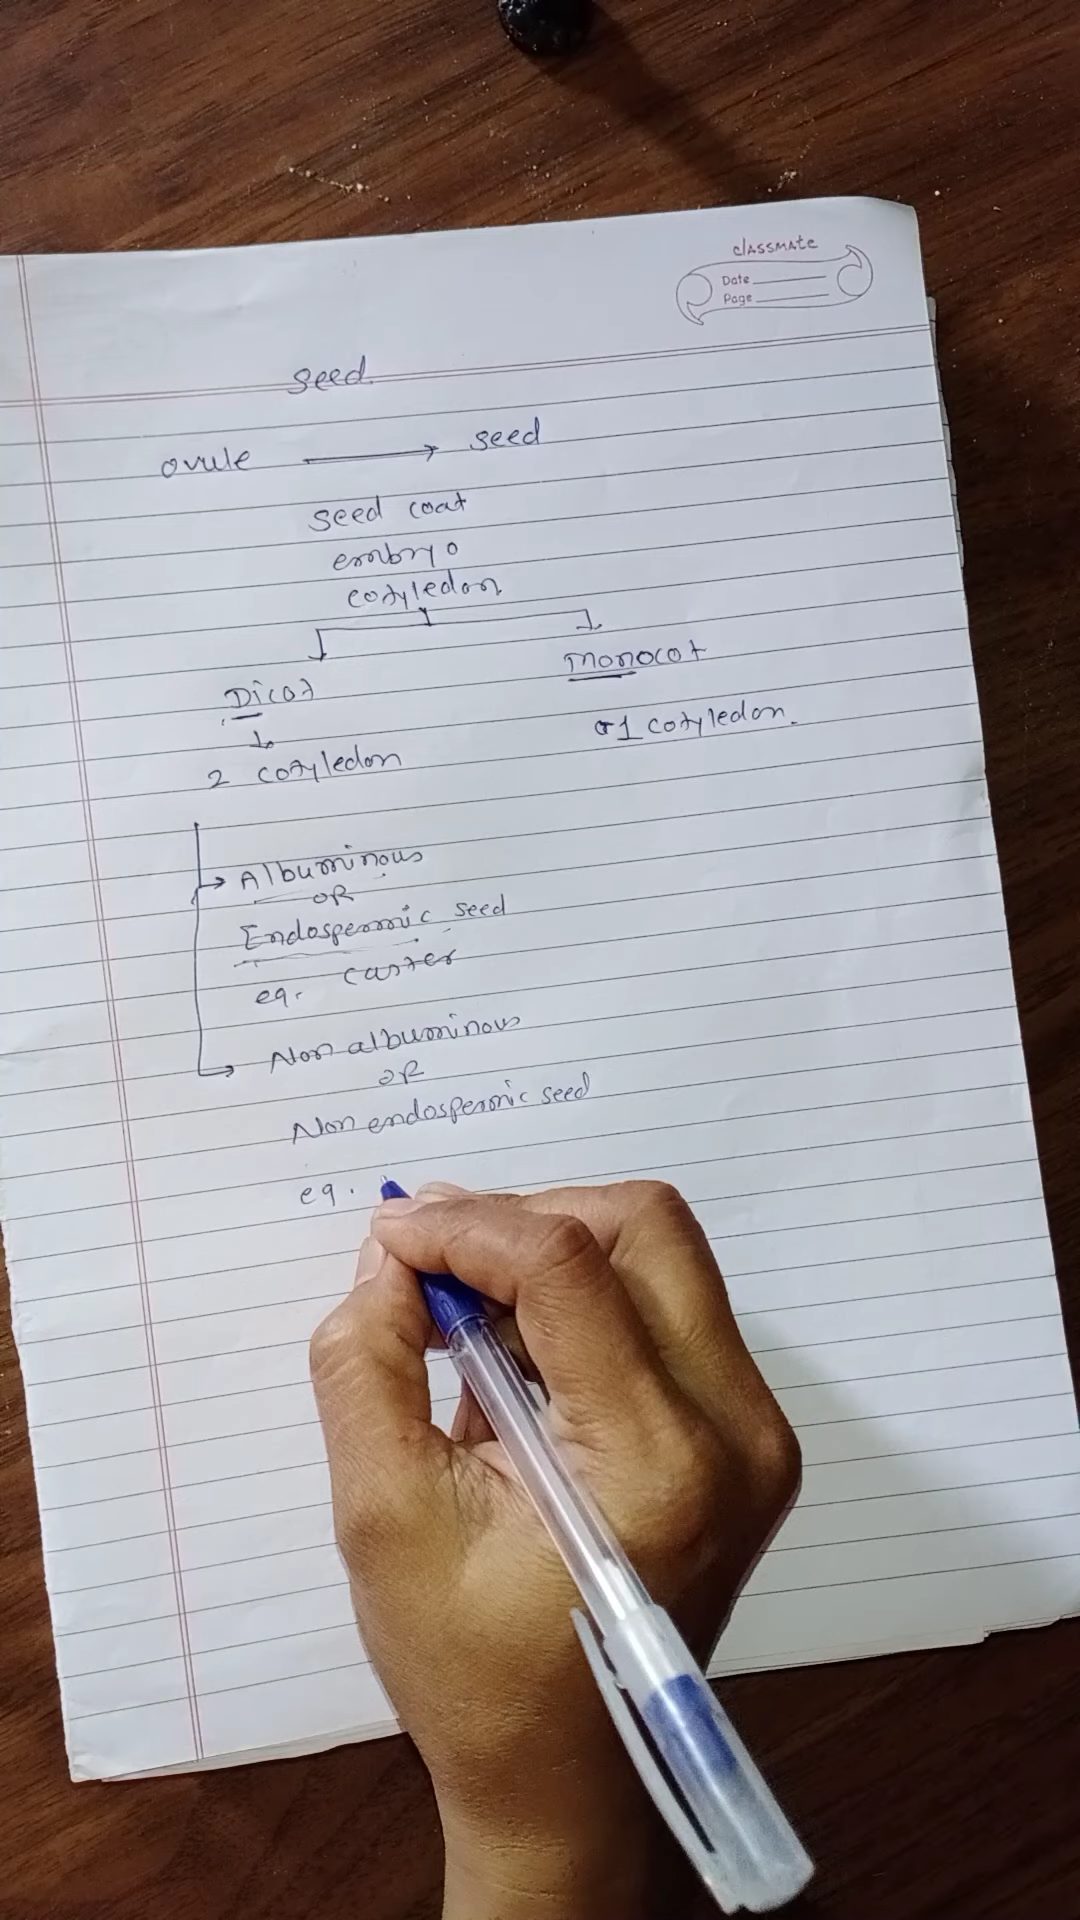 classmate
Date
Page
seed.
ovule → seed
seed coat
embryo
cotyledon
Dicot
Monocot
2 cotyledon
1 cotyledon.
→ Albuminous
OR
Endospermic seed
eg. caster
→ Non albuminous
OR
Non endospermic seed
eg.